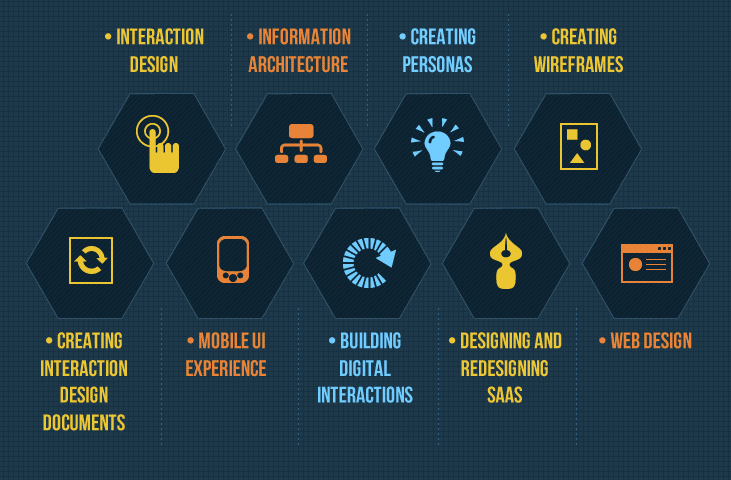 • INTERACTION
DESIGN
• INFORMATION
ARCHITECTURE
• CREATING
PERSONAS
• CREATING
WIREFRAMES
• CREATING
INTERACTION
DESIGN
DOCUMENTS
• MOBILE UI
EXPERIENCE
• BUILDING
DIGITAL
INTERACTIONS
• DESIGNING AND
REDESIGNING
SAAS
• WEB DESIGN